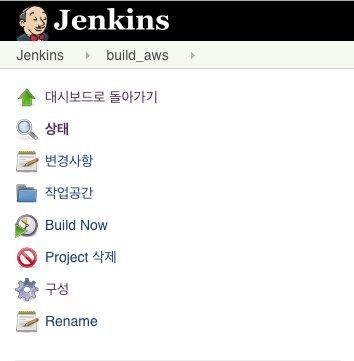 Jenkins
Jenkins build_aws
대시보드로 돌아가기
상태
변경사항
작업공간
Build Now
Project 삭제
구성
Rename